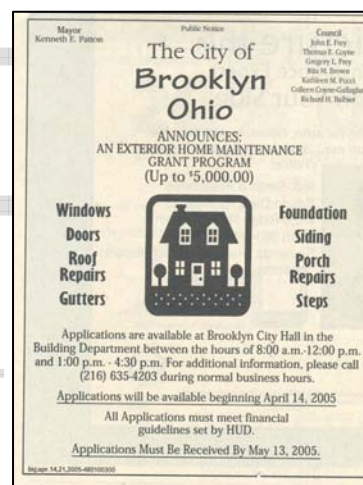 Mayor
Kenneth E. Patton
Public Notice
Council
John E. Frey
Thomas E. Coyne
Gregory L. Frey
Rita M. Brown
Kathleen M. Pucci
Colleen Coyne-Gallagher
Richard H. Balbier
The City of
Brooklyn
Ohio
ANNOUNCES:
AN EXTERIOR HOME MAINTENANCE
GRANT PROGRAM
(Up to $5,000.00)
Windows
Doors
Roof
Repairs
Gutters
Foundation
Siding
Porch
Repairs
Steps
Applications are available at Brooklyn City Hall in the
Building Department between the hours of 8:00 a.m.-12:00 p.m.
and 1:00 p.m. - 4:30 p.m. For additional information, please call
(216) 635-4203 during normal business hours.
Applications will be available beginning April 14, 2005
All Applications must meet financial
guidelines set by HUD.
Applications Must Be Received By May 13, 2005.